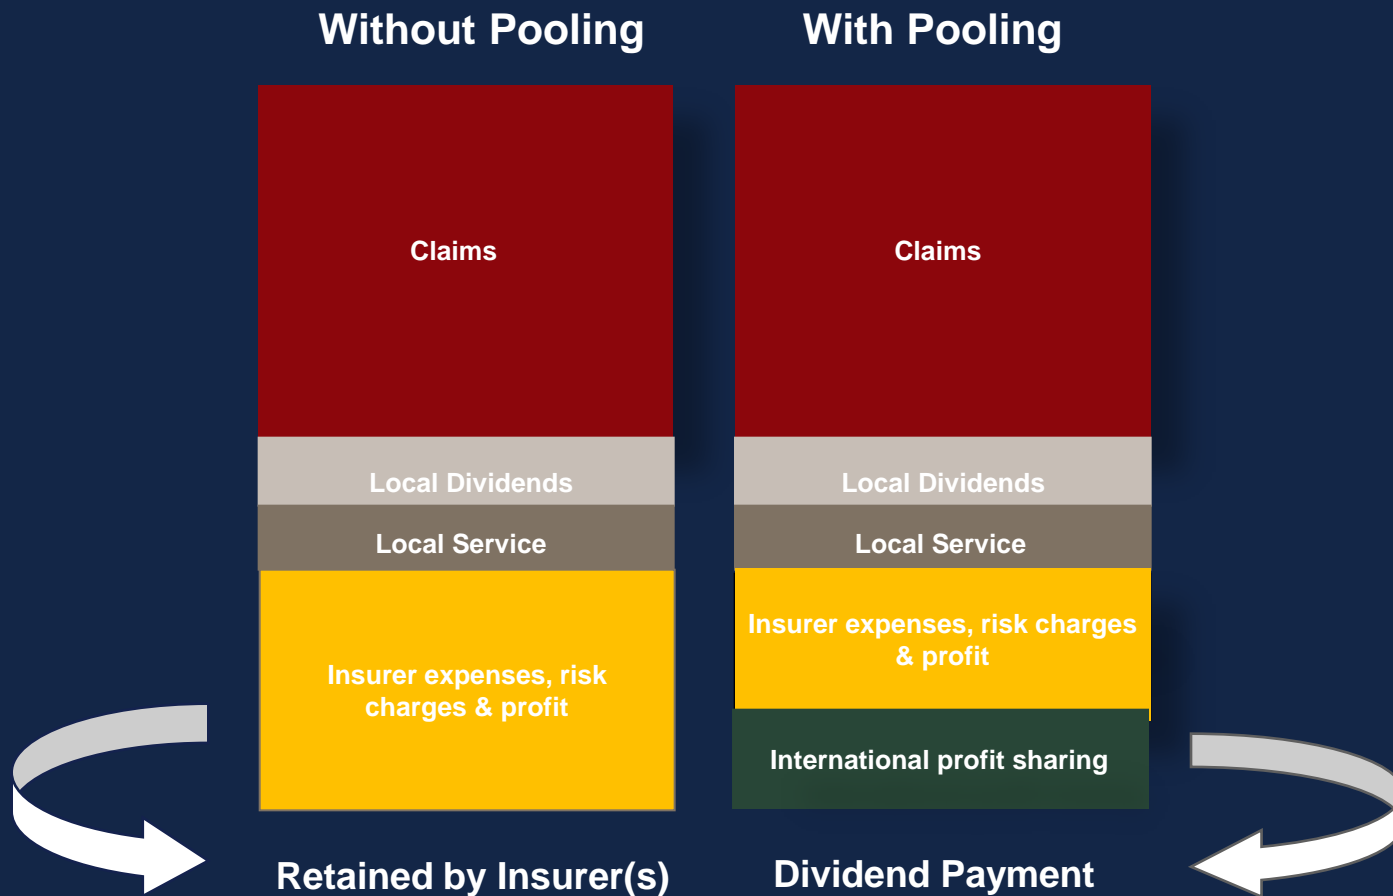 Without Pooling
With Pooling
Claims
Claims
Local Dividends
Local Dividends
Local Service
Local Service
Insurer expenses, risk
charges & profit
Insurer expenses, risk charges
& profit
International profit sharing
Retained by Insurer(s)
Dividend Payment